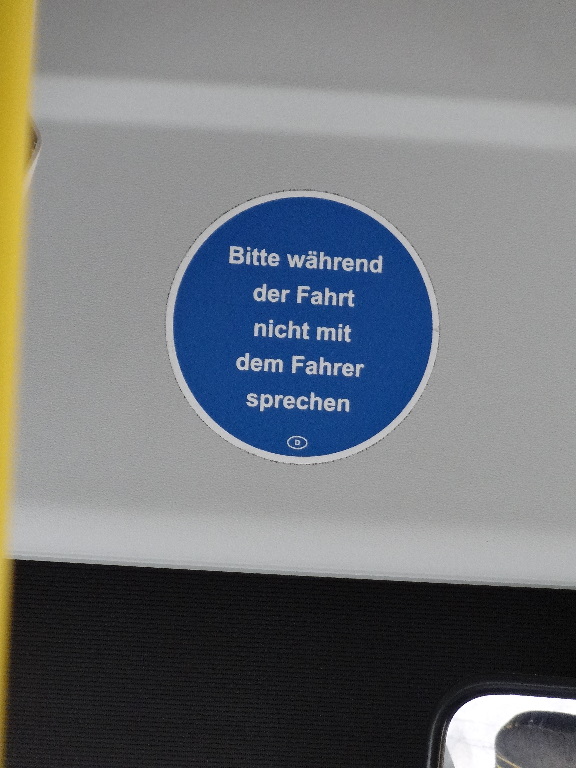 Bitte während
der Fahrt
nicht mit
dem Fahrer
sprechen
D